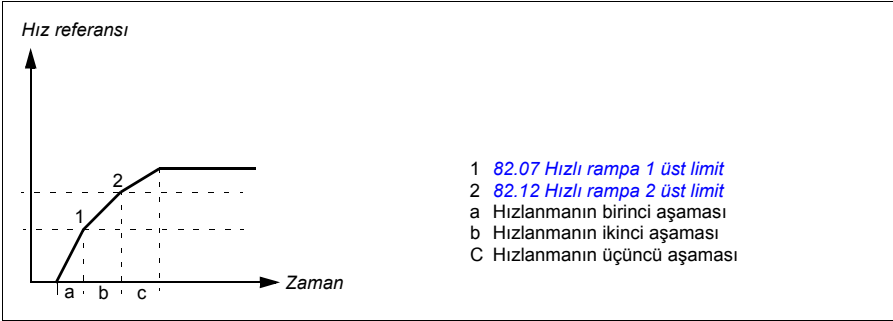 Hız referansı
2
1
a b c
Zaman
1 82.07 Hızlı rampa 1 üst limit
2 82.12 Hızlı rampa 2 üst limit
a Hızlanmanın birinci aşaması
b Hızlanmanın ikinci aşaması
C Hızlanmanın üçüncü aşaması